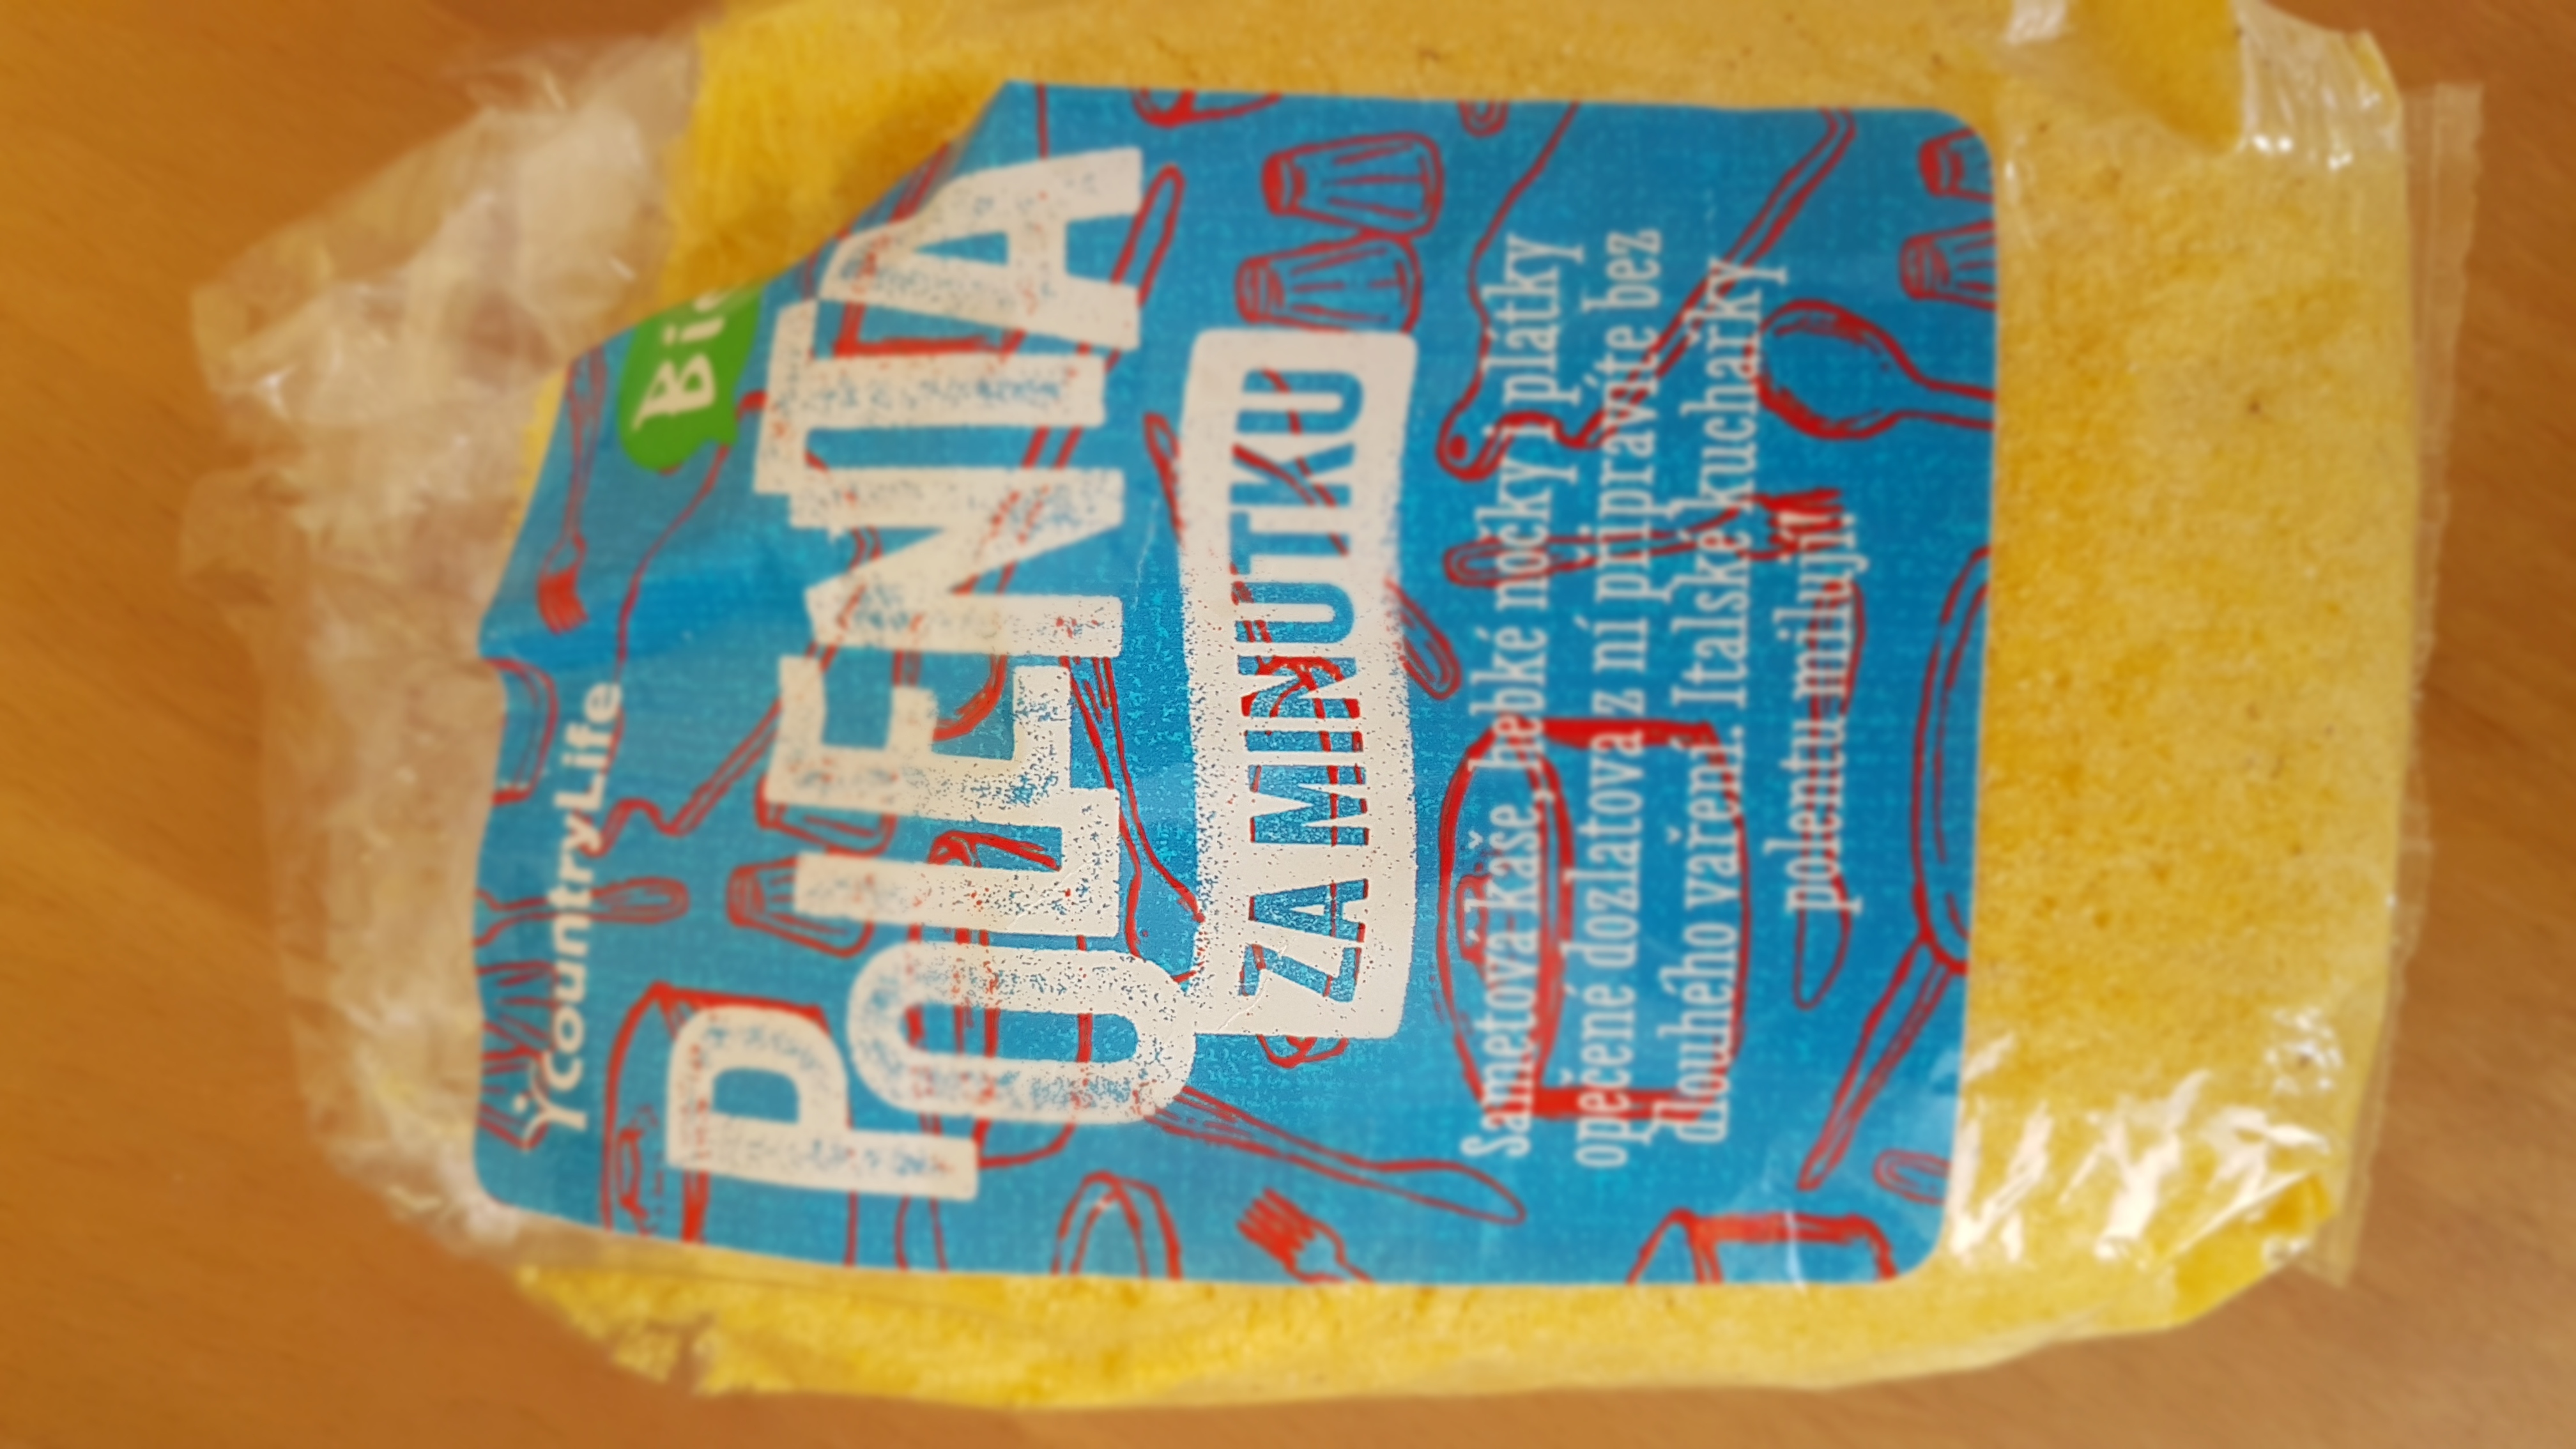 CountryLife
Bio
POLENTA
ZA MINUTKU
Sametová kaše, hebké nočky i plátky
opečené dozlatova z ní připravíte bez
dlouhého vaření. Italské kuchařky
polentu milují!